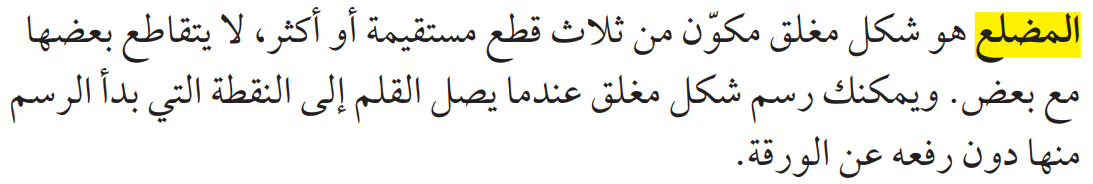 المضلع هو شكل مغلق مكوّن من ثلاث قطع مستقيمة أو أكثر، لا يتقاطع بعضها
مع بعض. ويمكنك رسم شكل مغلق عندما يصل القلم إلى النقطة التي بدأ الرسم
منها دون رفعه عن الورقة.